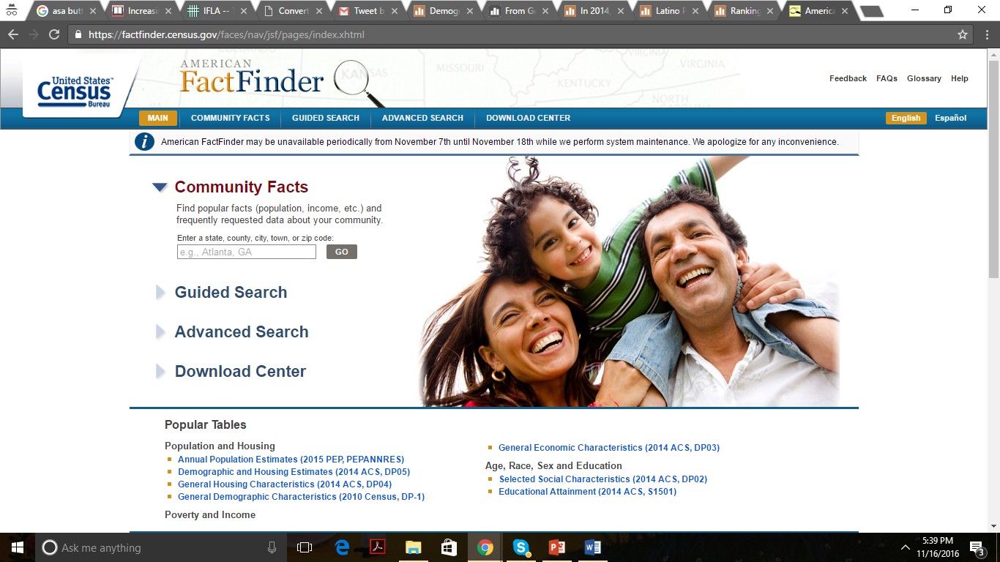 asa butt
Increasin
IFLA -- T
Convert
Tweet b
Demogr
From Ge
In 2014,
Latino P
Ranking
America
https://factfinder.census.gov/faces/nav/jsf/pages/index.xhtml
United States™
Census
Bureau
AMERICAN
FactFinder
COLORADO
KANSAS
MISSOURI
KENTUCKY
VIRGINIA
VIRGINIA
NORTH
CAROLINA
Feedback FAQs Glossary Help
MAIN COMMUNITY FACTS GUIDED SEARCH ADVANCED SEARCH DOWNLOAD CENTER English Español
i American FactFinder may be unavailable periodically from November 7th until November 18th while we perform system maintenance. We apologize for any inconvenience.
Community Facts
Find popular facts (population, income, etc.) and
frequently requested data about your community.
Enter a state, county, city, town, or zip code:
e.g., Atlanta, GA GO
Guided Search
Advanced Search
Download Center
Popular Tables
Population and Housing
Annual Population Estimates (2015 PEP, PEPANNRES)
Demographic and Housing Estimates (2014 ACS, DP05)
General Housing Characteristics (2014 ACS, DP04)
General Demographic Characteristics (2010 Census, DP-1)
Poverty and Income
General Economic Characteristics (2014 ACS, DP03)
Age, Race, Sex and Education
Selected Social Characteristics (2014 ACS, DP02)
Educational Attainment (2014 ACS, S1501)
Ask me anything
5:39 PM
11/16/2016
3